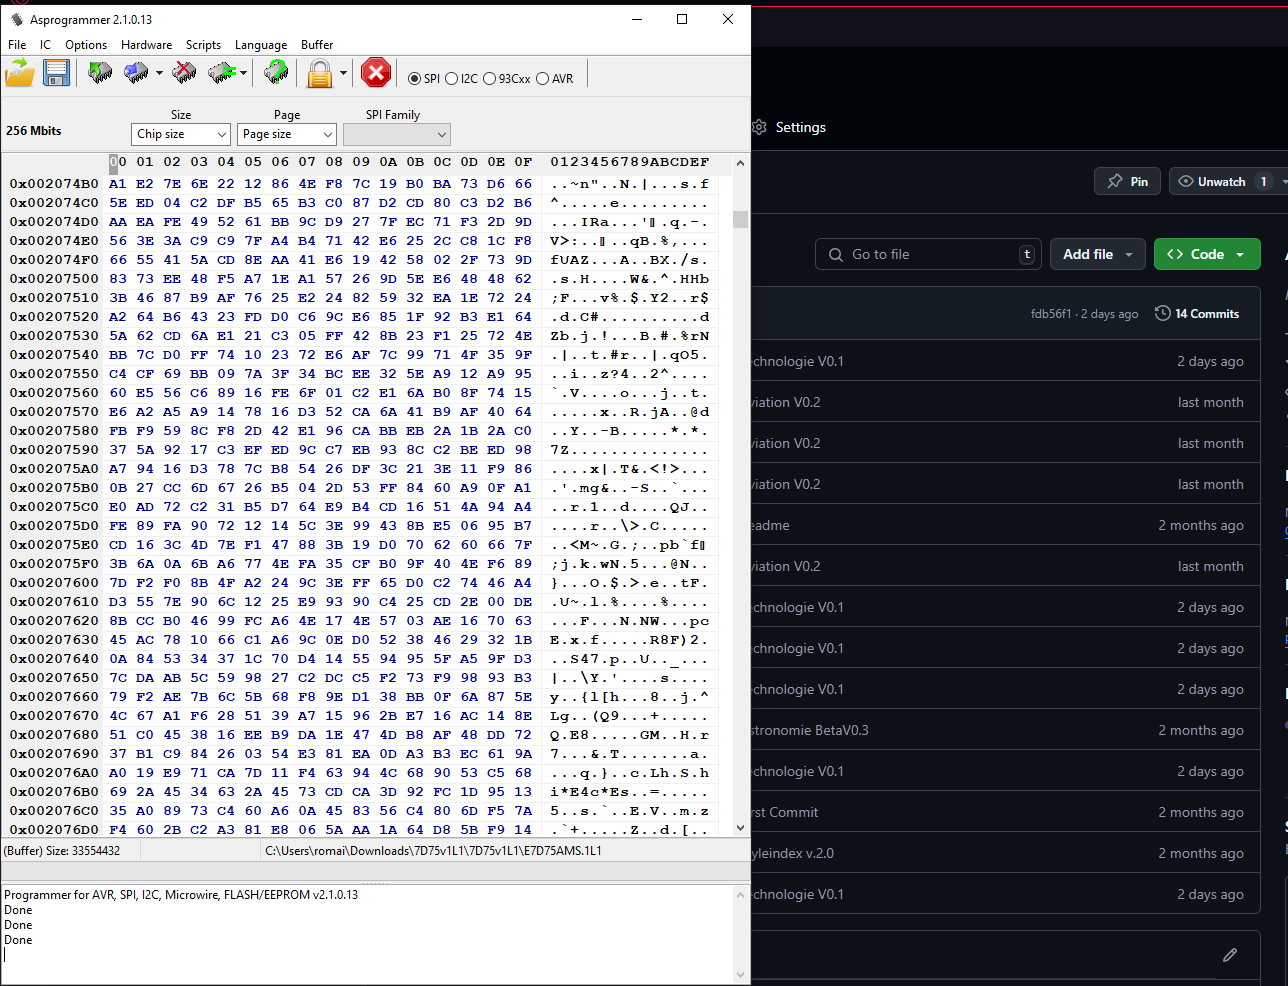 Asprogrammer 2.1.0.13
File IC Options Hardware Scripts Language Buffer
SPI I2C 93Cxx AVR
Size Page SPI Family
256 Mbits Chip size Page size
00 01 02 03 04 05 06 07 08 09 0A 0B 0C 0D 0E 0F 0123456789ABCDEF
0x002074B0 A1 E2 7E 6E 22 12 86 4E F8 7C 19 B0 BA 73 D6 66 ..~n"..N.|...s.f
0x002074C0 5E ED 04 C2 DF B5 65 B3 C0 87 D2 CD 80 C3 D2 B6 ^.....e.........
0x002074D0 AA EA FE 49 52 61 BB 9C D9 27 7F EC 71 F3 2D 9D
0x002074E0 56 3E 3A C9 C9 7F A4 B4 71 42 E6 25 2C C8 1C F8
0x002074F0 66 55 41 5A CD 8E AA 41 E6 19 42 58 02 2F 73 9D fUAZ...A..BX./s.
0x00207500 83 73 EE 48 F5 A7 1E A1 57 26 9D 5E E6 48 48 62 .s.H....W&.^.HHb
0x00207510 3B 46 87 B9 AF 76 25 E2 24 82 59 32 EA 1E 72 24 ;F...v%.$.Y2..r$
0x00207520 A2 64 B6 43 23 FD D0 C6 9C E6 85 1F 92 B3 E1 64 .d.C#..........d
0x00207530 5A 62 CD 6A E1 21 C3 05 FF 42 8B 23 F1 25 72 4E Zb.j.!...B.#.%rN
0x00207540 BB 7C D0 FF 74 10 23 72 E6 AF 7C 99 71 4F 35 9F .|..t.#r..|.qO5.
0x00207550 C4 CF 69 BB 09 7A 3F 34 BC EE 32 5E A9 12 A9 95 ..i..z?4..2^....
0x00207560 60 E5 56 C6 89 16 FE 6F 01 C2 E1 6A B0 8F 74 15 `.V....o...j..t.
0x00207570 E6 A2 A5 A9 14 78 16 D3 52 CA 6A 41 B9 AF 40 64 .....x..R.jA..@d
0x00207580 FB F9 59 8C F8 2D 42 E1 96 CA BB EB 2A 1B 2A C0 ..Y..-B.....*.*.
0x00207590 37 5A 92 17 C3 EF ED 9C C7 EB 93 8C C2 BE ED 98 7Z..............
0x002075A0 A7 94 16 D3 78 7C B8 54 26 DF 3C 21 3E 11 F9 86 ....x|.T&.<!>...
0x002075B0 0B 27 CC 6D 67 26 B5 04 2D 53 FF 84 60 A9 0F A1 .'.mg&..-S..`...
0x002075C0 E0 AD 72 C2 31 B5 D7 64 E9 B4 CD 16 51 4A 94 A4 ..r.1..d....QJ..
0x002075D0 FE 89 FA 90 72 12 14 5C 3E 99 43 8B E5 06 95 B7 ....r..\>.C.....
0x002075E0 CD 16 3C 4D 7E F1 47 88 3B 19 D0 70 62 60 66 7F
0x002075F0 3B 6A 0A 6B A6 77 4E FA 35 CF B0 9F 40 4E F6 89 ;j.k.wN.5...@N..
0x00207600 7D F2 F0 8B 4F A2 24 9C 3E FF 65 D0 C2 74 46 A4 }...O.$.>.e..tF.
0x00207610 D3 55 7E 90 6C 12 25 E9 93 90 C4 25 CD 2E 00 DE .U~.l.%....%....
0x00207620 8B CC B0 46 99 FC A6 4E 17 4E 57 03 AE 16 70 63 ...F...N.NW...pc
0x00207630 45 AC 78 10 66 C1 A6 9C 0E D0 52 38 46 29 32 1B E.x.f.....R8F)2.
0x00207640 0A 84 53 34 37 1C 70 D4 14 55 94 95 5F A5 9F D3 ..S47.p..U.._...
0x00207650 7C DA AB 5C 59 98 27 C2 DC C5 F2 73 F9 98 93 B3 |..\Y.'....s....
0x00207660 79 F2 AE 7B 6C 5B 68 F8 9E D1 38 BB 0F 6A 87 5E y..{l[h...8..j.^
0x00207670 4C 67 A1 F6 28 51 39 A7 15 96 2B E7 16 AC 14 8E Lg..(Q9...+.....
0x00207680 51 C0 45 38 16 EE B9 DA 1E 47 4D B8 AF 48 DD 72 Q.E8.....GM..H.r
0x00207690 37 B1 C9 84 26 03 54 E3 81 EA 0D A3 B3 EC 61 9A 7...&.T.......a.
0x002076A0 A0 19 E9 71 CA 7D 11 F4 63 94 4C 68 90 53 C5 68 ...q.}..c.Lh.S.h
0x002076B0 69 2A 45 34 63 2A 45 73 CD CA 3D 92 FC 1D 95 13 i*E4c*Es..=.....
0x002076C0 35 A0 89 73 C4 60 A6 0A 45 83 56 C4 80 6D F5 7A 5..s.`..E.V..m.z
0x002076D0 F4 60 2B C2 A3 81 E8 06 5A AA 1A 64 D8 5B F9 14 .`+.....Z..d.[..
(Buffer) Size: 33554432 C:\Users\romai\Downloads\7D75v1L1\7D75v1L1\E7D75AMS.1L1
Programmer for AVR, SPI, I2C, Microwire, FLASH/EEPROM v2.1.0.13
Done
Done
Done
Settings
Pin Unwatch 1
Go to file t Add file Code
fdb56f1 · 2 days ago 14 Commits
chnologie V0.1 2 days ago
viation V0.2 last month
viation V0.2 last month
viation V0.2 last month
eadme 2 months ago
viation V0.2 last month
chnologie V0.1 2 days ago
chnologie V0.1 2 days ago
chnologie V0.1 2 days ago
stronomie BetaV0.3 2 months ago
chnologie V0.1 2 days ago
rst Commit 2 months ago
yleindex v.2.0 2 months ago
chnologie V0.1 2 days ago